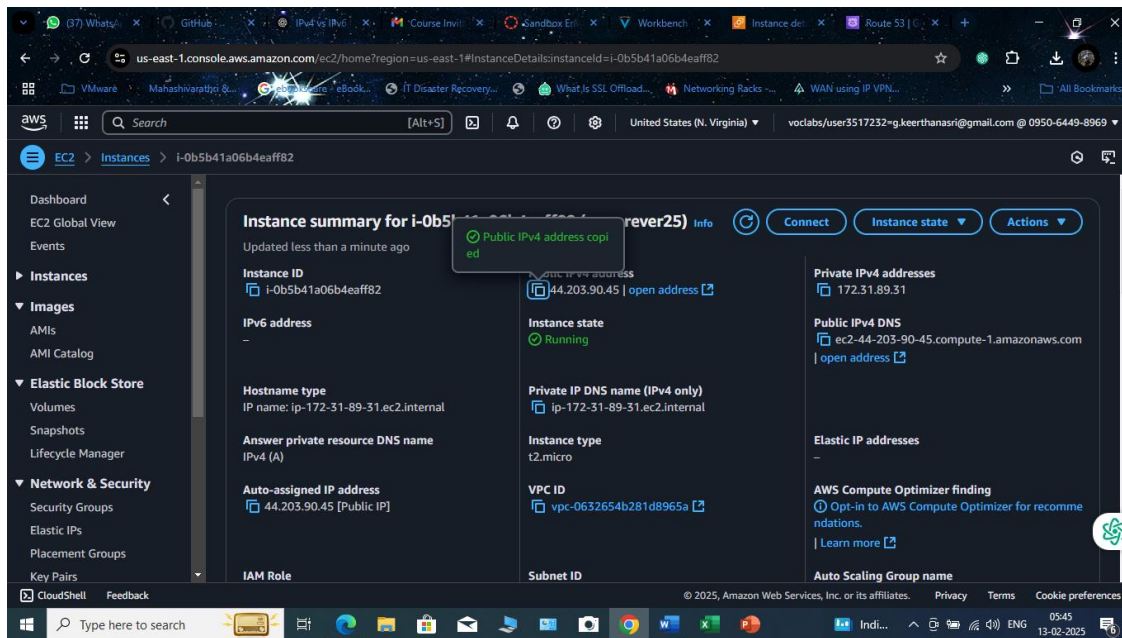 (37) WhatsA
GitHub
IPv4 vs IPv6
Course Invit
Sandbox En
Workbench
Instance det
Route 53 | G
us-east-1.console.aws.amazon.com/ec2/home?region=us-east-1#InstanceDetails:instanceId=i-0b5b41a06b4eaff82
VMware
Mahashivarathri &...
eBook...
IT Disaster Recovery...
What Is SSL Offload...
Networking Racks -...
WAN using IP VPN...
»
All Bookmarks
aws
Search
[Alt+S]
United States (N. Virginia) ▼
voclabs/user3517232=g.keerthanasri@gmail.com @ 0950-6449-8969 ▼
EC2 > Instances > i-0b5b41a06b4eaff82
Dashboard
EC2 Global View
Events
Instances
Images
AMIs
AMI Catalog
Elastic Block Store
Volumes
Snapshots
Lifecycle Manager
Network & Security
Security Groups
Elastic IPs
Placement Groups
Key Pairs
Instance summary for i-0b5
rever25) Info
Connect
Instance state ▼
Actions ▼
Updated less than a minute ago
Public IPv4 address copi
ed
Instance ID
i-0b5b41a06b4eaff82
Public IPv4 address
44.203.90.45 | open address
Private IPv4 addresses
172.31.89.31
IPv6 address
–
Instance state
Running
Public IPv4 DNS
ec2-44-203-90-45.compute-1.amazonaws.com
| open address
Hostname type
IP name: ip-172-31-89-31.ec2.internal
Private IP DNS name (IPv4 only)
ip-172-31-89-31.ec2.internal
Answer private resource DNS name
IPv4 (A)
Instance type
t2.micro
Elastic IP addresses
–
Auto-assigned IP address
44.203.90.45 [Public IP]
VPC ID
vpc-0632654b281d8965a
AWS Compute Optimizer finding
Opt-in to AWS Compute Optimizer for recomme
ndations.
| Learn more
IAM Role
Subnet ID
Auto Scaling Group name
CloudShell
Feedback
© 2025, Amazon Web Services, Inc. or its affiliates.
Privacy
Terms
Cookie preferences
Type here to search
Indi...
ENG
05:45
13-02-2025
6